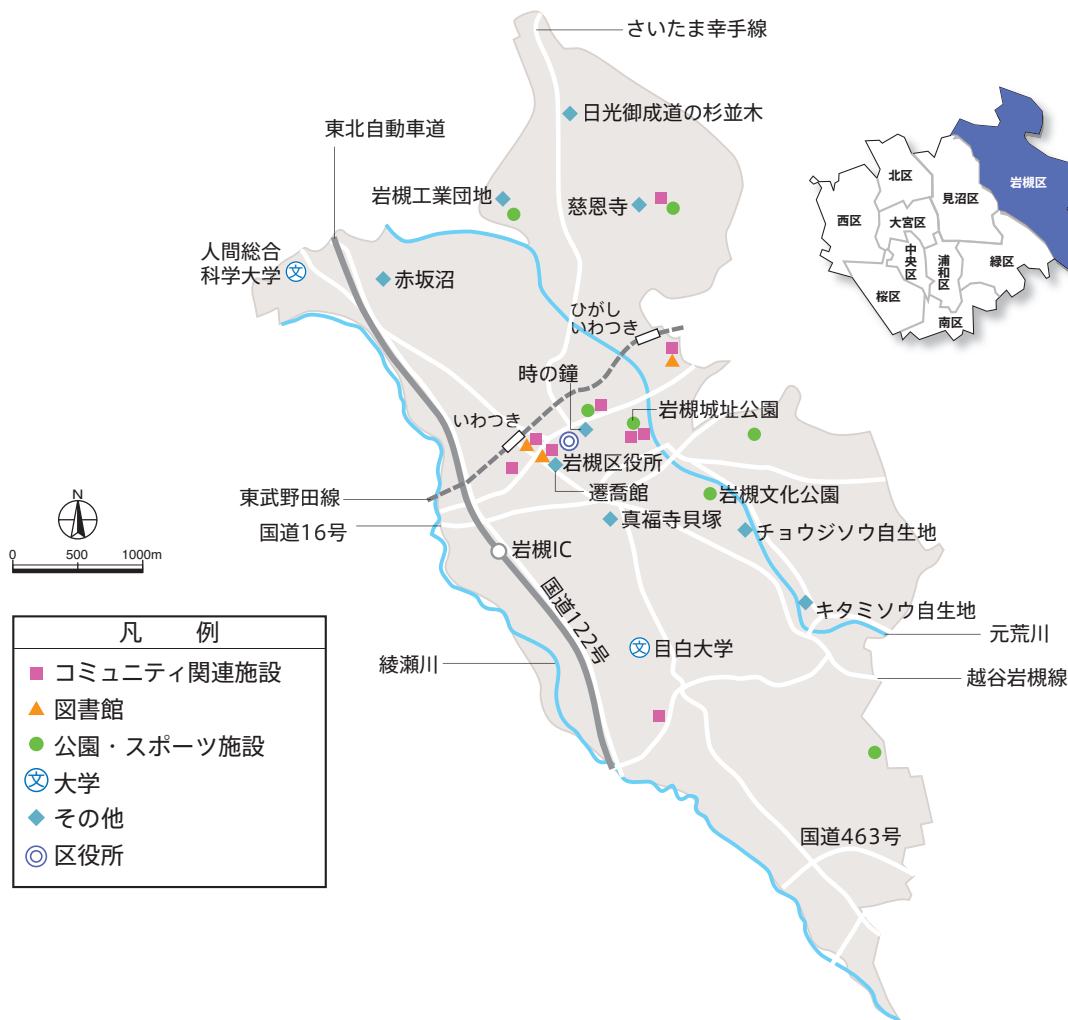 さいたま幸手線
日光御成道の杉並木
東北自動車道
岩槻工業団地
慈恩寺
人間総合
科学大学
文
赤坂沼
ひがし
いわつき
時の鐘
岩槻城址公園
いわつき
岩槻区役所
遷喬館
東武野田線
岩槻文化公園
国道16号
真福寺貝塚
チョウジソウ自生地
岩槻IC
国道122号
キタミソウ自生地
元荒川
文
目白大学
綾瀬川
越谷岩槻線
国道463号
北区
岩槻区
見沼区
西区
大宮区
中央区
浦和区
緑区
桜区
南区
N
0 500 1000m
凡 例
コミュニティ関連施設
図書館
公園・スポーツ施設
文 大学
その他
区役所